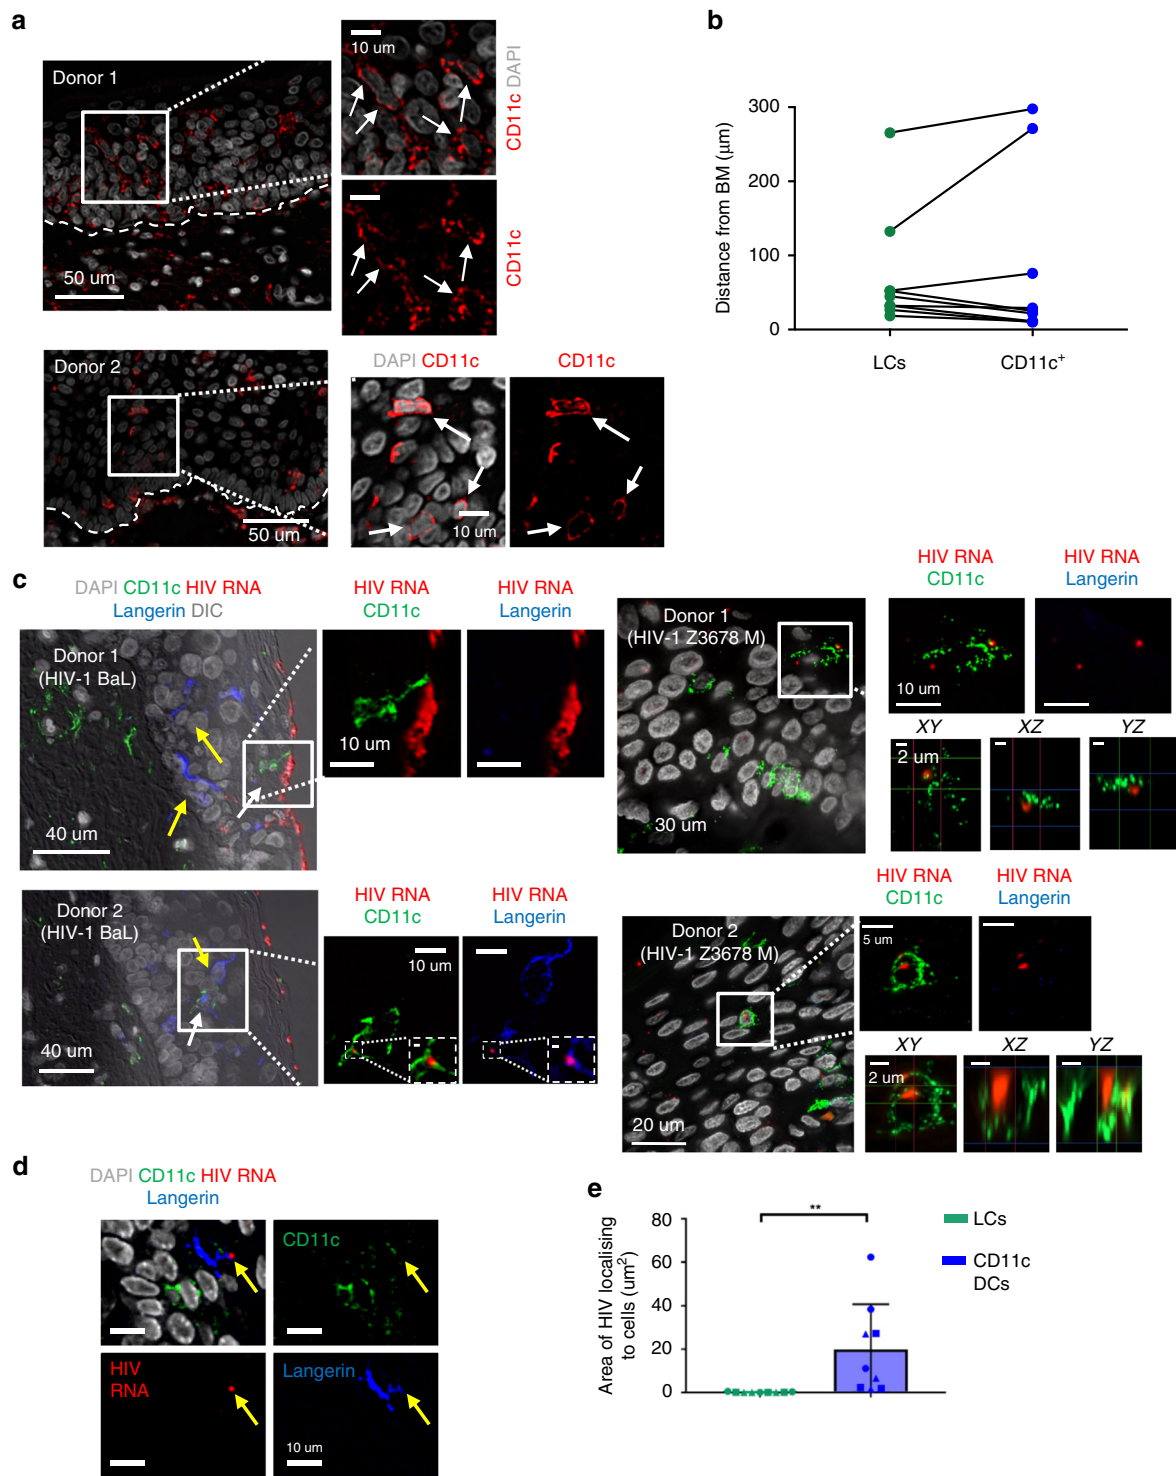 a
Donor 1
50 um
10 um
CD11c DAPI
CD11c
Donor 2
50 um
DAPI CD11c
CD11c
10 um
b
Distance from BM (μm)
300
200
100
0
LCs
CD11c+
c
DAPI CD11c HIV RNA
Langerin DIC
Donor 1
(HIV-1 BaL)
40 um
HIV RNA
CD11c
10 um
HIV RNA
Langerin
Donor 2
(HIV-1 BaL)
40 um
HIV RNA
CD11c
10 um
HIV RNA
Langerin
Donor 1
(HIV-1 Z3678 M)
30 um
HIV RNA
CD11c
10 um
HIV RNA
Langerin
XY
XZ
YZ
2 um
Donor 2
(HIV-1 Z3678 M)
20 um
HIV RNA
CD11c
5 um
HIV RNA
Langerin
XY
XZ
YZ
2 um
d
DAPI CD11c HIV RNA
Langerin
CD11c
HIV
RNA
Langerin
10 um
e
Area of HIV localising
to cells (um²)
80
60
40
20
0
**
LCs
CD11c
DCs